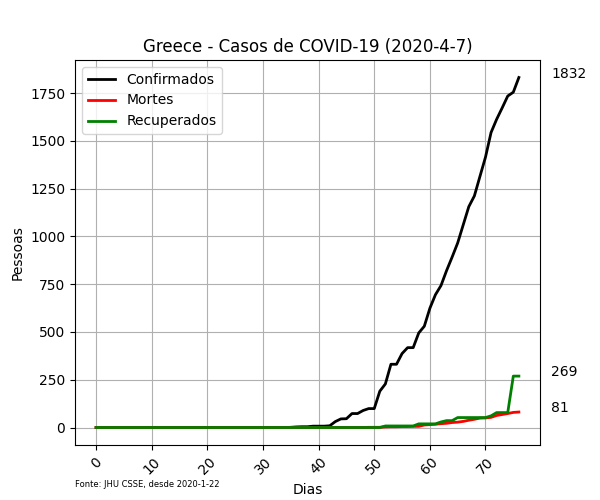 Greece - Casos de COVID-19 (2020-4-7)
Confirmados
Mortes
Recuperados
1832
269
81
Pessoas
1750
1500
1250
1000
750
500
250
0
0 10 20 30 40 50 60 70
Dias
Fonte: JHU CSSE, desde 2020-1-22